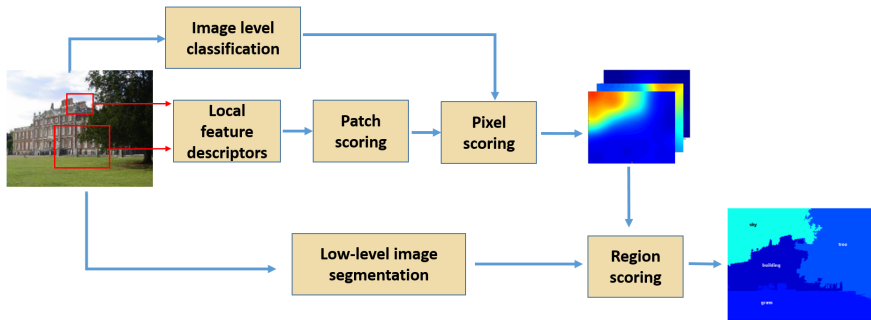 Image level
classification
Local
feature
descriptors
Patch
scoring
Pixel
scoring
Low-level image
segmentation
Region
scoring
sky
tree
building
grass